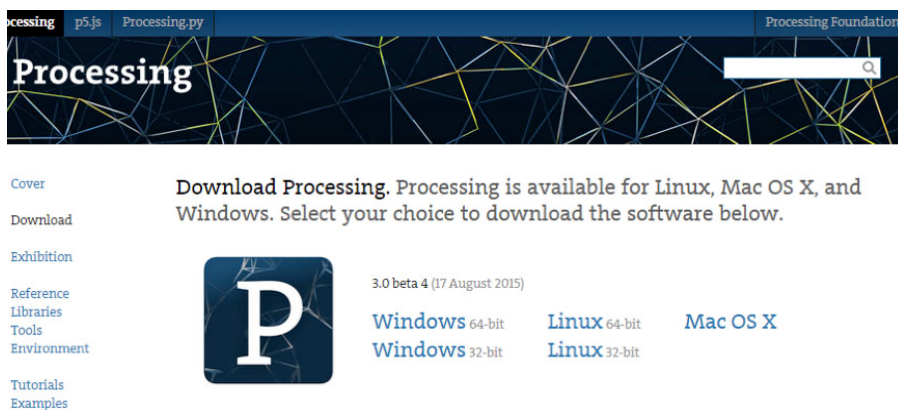 ocessing p5.js Processing.py Processing Foundation
Processing
Cover
Download
Exhibition
Reference
Libraries
Tools
Environment
Tutorials
Examples
Download Processing. Processing is available for Linux, Mac OS X, and
Windows. Select your choice to download the software below.
P
3.0 beta 4 (17 August 2015)
Windows 64-bit Linux 64-bit Mac OS X
Windows 32-bit Linux 32-bit